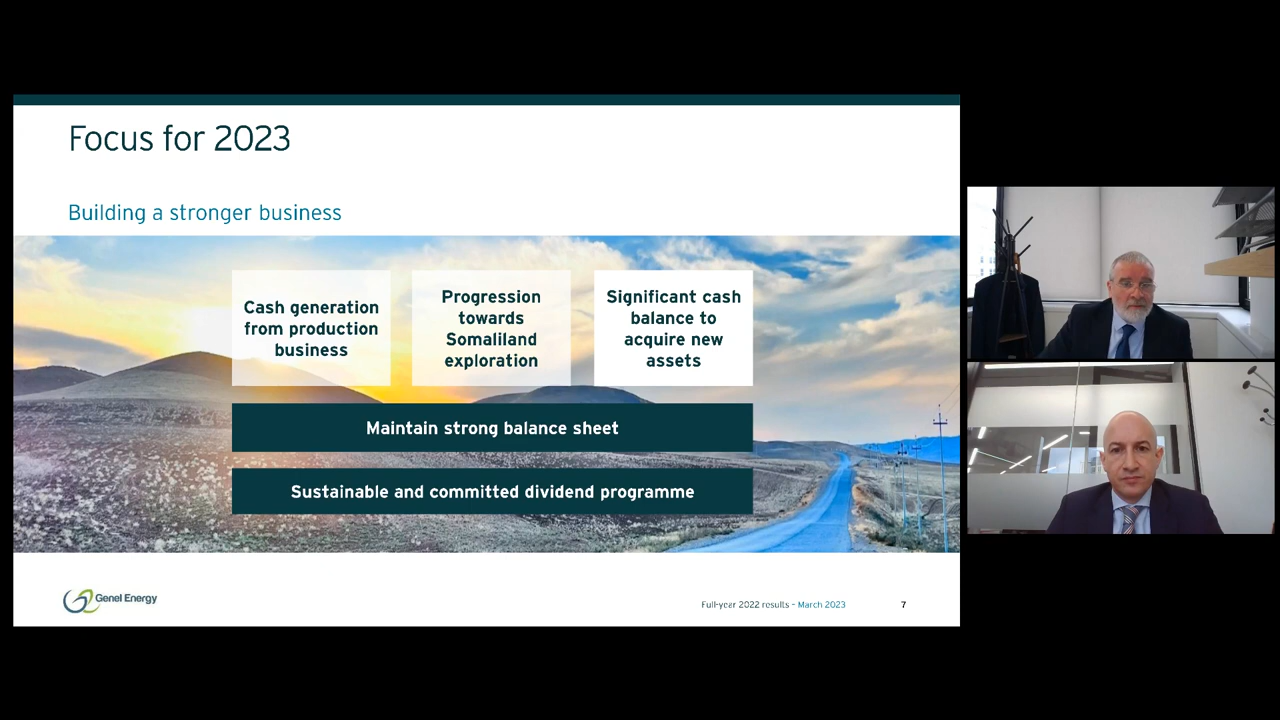 Focus for 2023
Building a stronger business
Cash generation
from production
business
Progression
towards
Somaliland
exploration
Significant cash
balance to
acquire new
assets
Maintain strong balance sheet
Sustainable and committed dividend programme
Genel Energy
Full-year 2022 results – March 2023
7